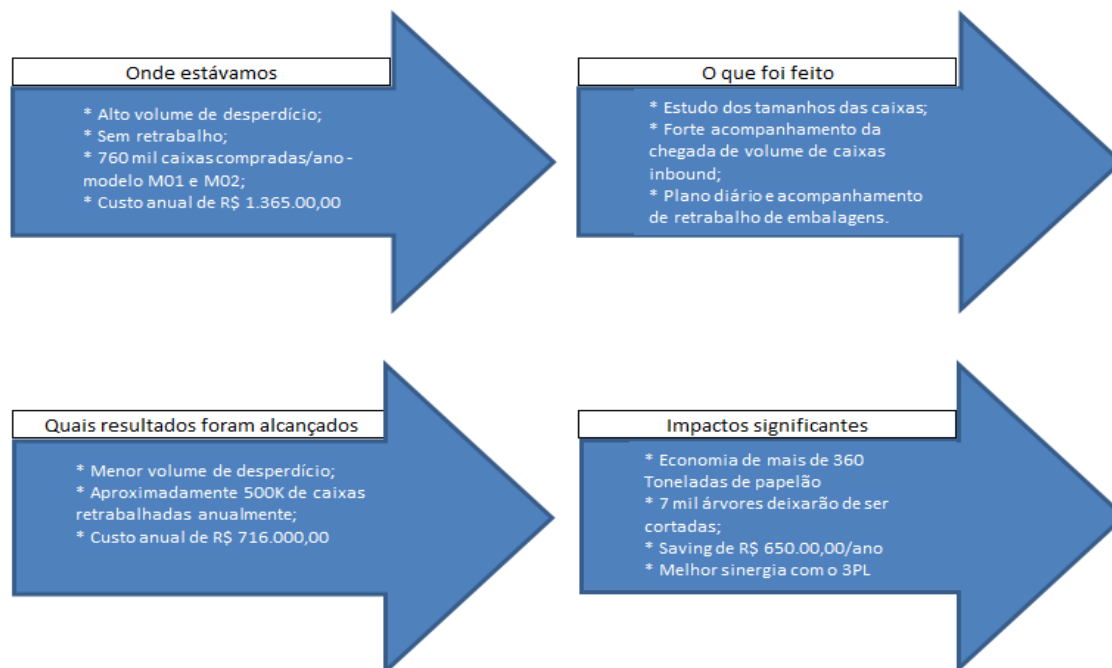 Onde estávamos
* Alto volume de desperdício;
* Sem retrabalho;
* 760 mil caixas compradas/ano -
modelo M01 e M02;
* Custo anual de R$ 1.365.00,00
O que foi feito
* Estudo dos tamanhos das caixas;
* Forte acompanhamento da
chegada de volume de caixas
inbound;
* Plano diário e acompanhamento
de retrabalho de embalagens.
Quais resultados foram alcançados
* Menor volume de desperdício;
* Aproximadamente 500K de caixas
retrabalhadas anualmente;
* Custo anual de R$ 716.000,00
Impactos significantes
* Economia de mais de 360
Toneladas de papelão
* 7 mil árvores deixarão de ser
cortadas;
* Saving de R$ 650.00,00/ano
* Melhor sinergia com o 3PL